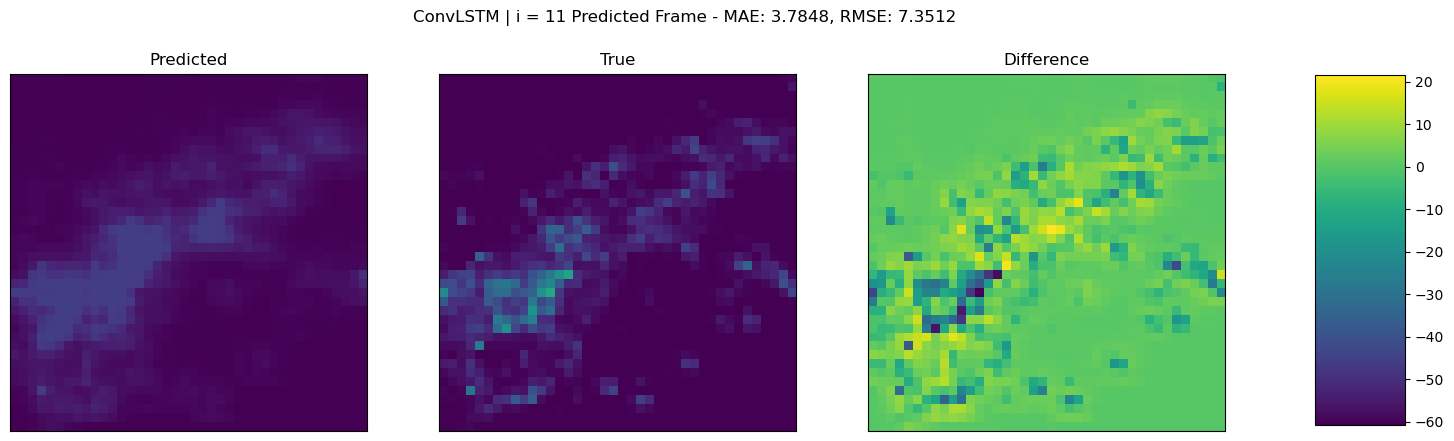 ConvLSTM | i = 11 Predicted Frame - MAE: 3.7848, RMSE: 7.3512
Predicted
True
Difference
20
10
0
−10
−20
−30
−40
−50
−60